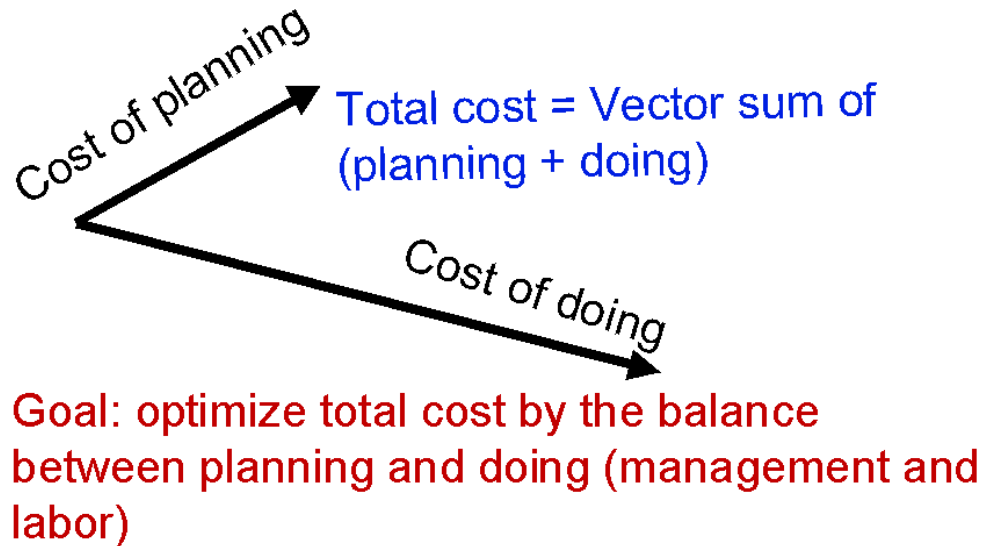 Cost of planning
Total cost = Vector sum of
(planning + doing)
Cost of doing
Goal: optimize total cost by the balance
between planning and doing (management and
labor)